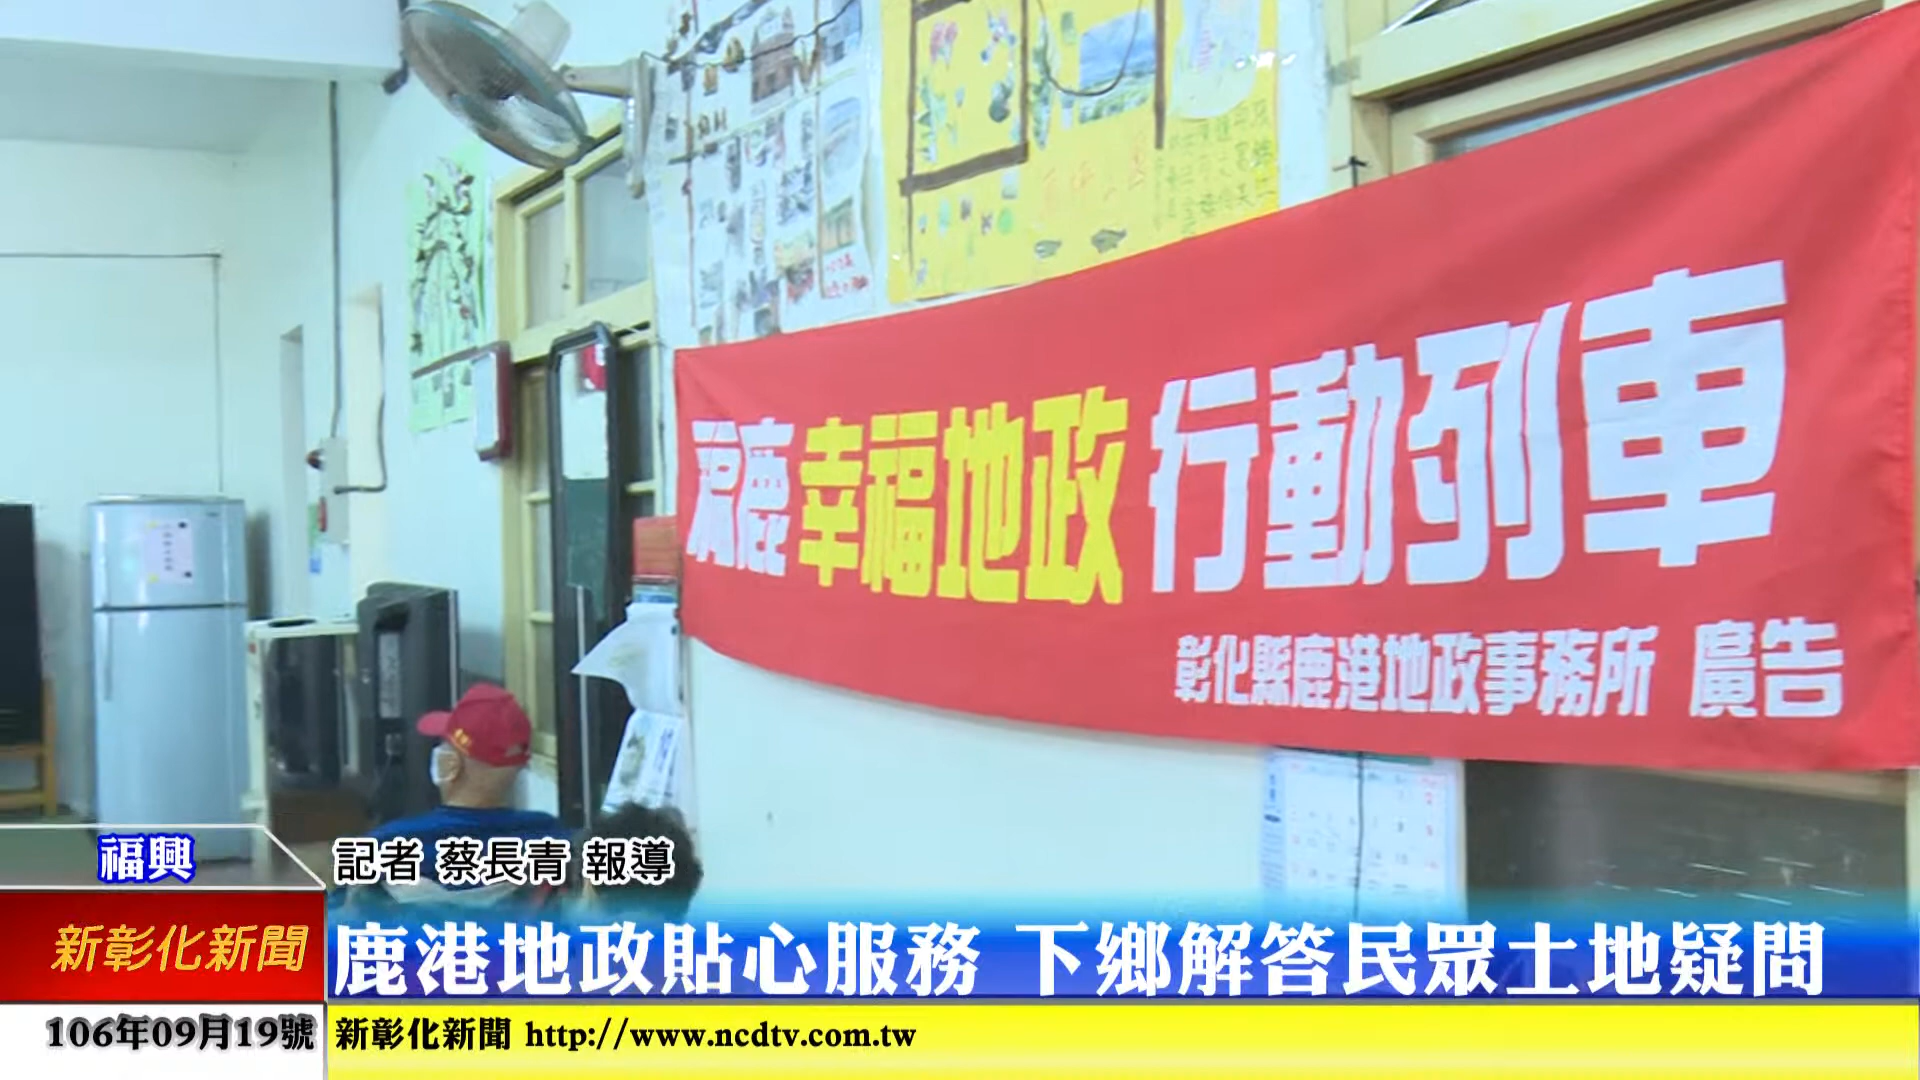 瘋鹿幸福地政行動列車
彰化縣鹿港地政事務所 廣告
福興
記者 蔡長青 報導
新彰化新聞
鹿港地政貼心服務 下鄉解答民眾土地疑問
106年09月19號
新彰化新聞 http://www.ncdtv.com.tw